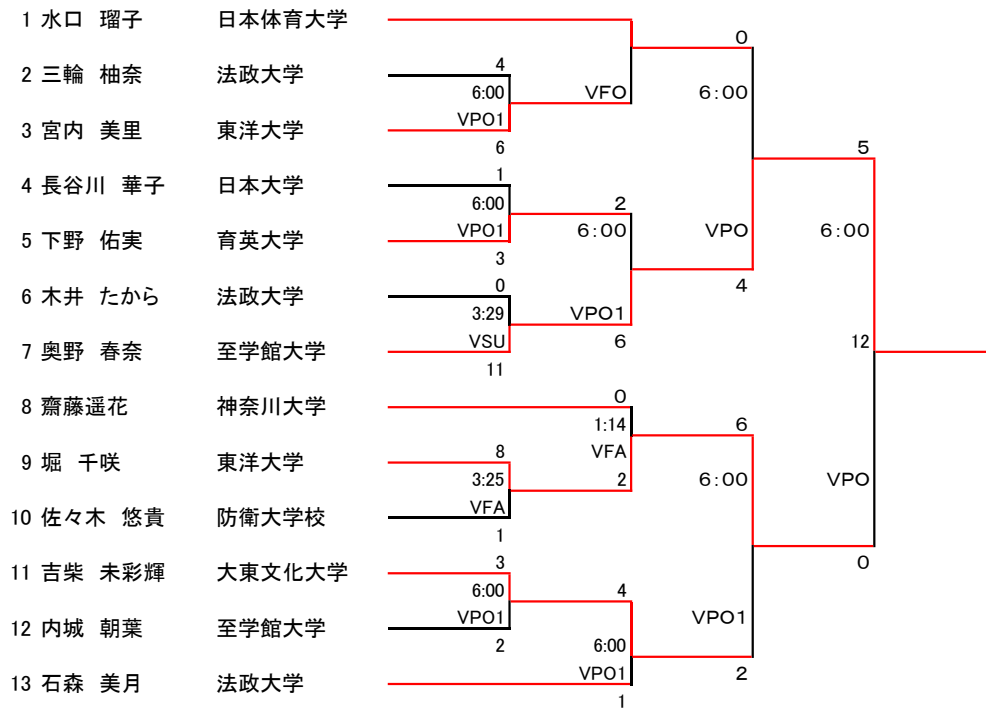 1 水口 瑠子 日本体育大学
0
2 三輪 柚奈 法政大学
4
6:00
VFO
6:00
VPO1
3 宮内 美里 東洋大学
6
5
4 長谷川 華子 日本大学
1
6:00
2
VPO1
6:00
VPO
6:00
5 下野 佑実 育英大学
3
4
6 木井 たから 法政大学
0
3:29
VPO1
VSU
6
12
7 奥野 春奈 至学館大学
11
8 齋藤遥花 神奈川大学
0
1:14
6
VFA
9 堀 千咲 東洋大学
8
3:25
2
6:00
VPO
VFA
10 佐々木 悠貴 防衛大学校
1
0
11 吉柴 未彩輝 大東文化大学
3
6:00
4
VPO1
VPO1
12 内城 朝葉 至学館大学
2
6:00
VPO1
2
13 石森 美月 法政大学
1